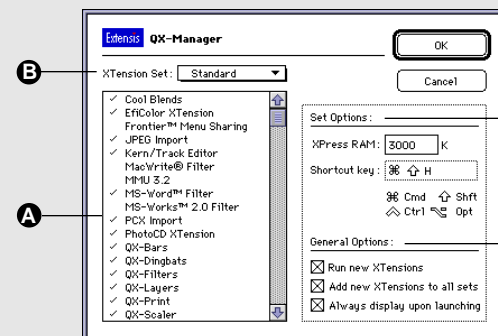 Extensis QX-Manager
OK
B
XTension Set: Standard
Cancel
A
✓ Cool Blends
✓ EfiColor XTension
Frontier™ Menu Sharing
✓ JPEG Import
✓ Kern/Track Editor
MacWrite® Filter
MMU 3.2
✓ MS-Word™ Filter
MS-Works™ 2.0 Filter
✓ PCX Import
✓ PhotoCD XTension
✓ QX-Bars
✓ QX-Dingbats
✓ QX-Filters
✓ QX-Layers
✓ QX-Print
✓ QX-Scaler
Set Options:
XPress RAM: 3000 K
Shortcut key: ⌘ ⇧ H
⌘ Cmd ⇧ Shft
^ Ctrl ⌥ Opt
General Options:
Run new XTensions
Add new XTensions to all sets
Always display upon launching